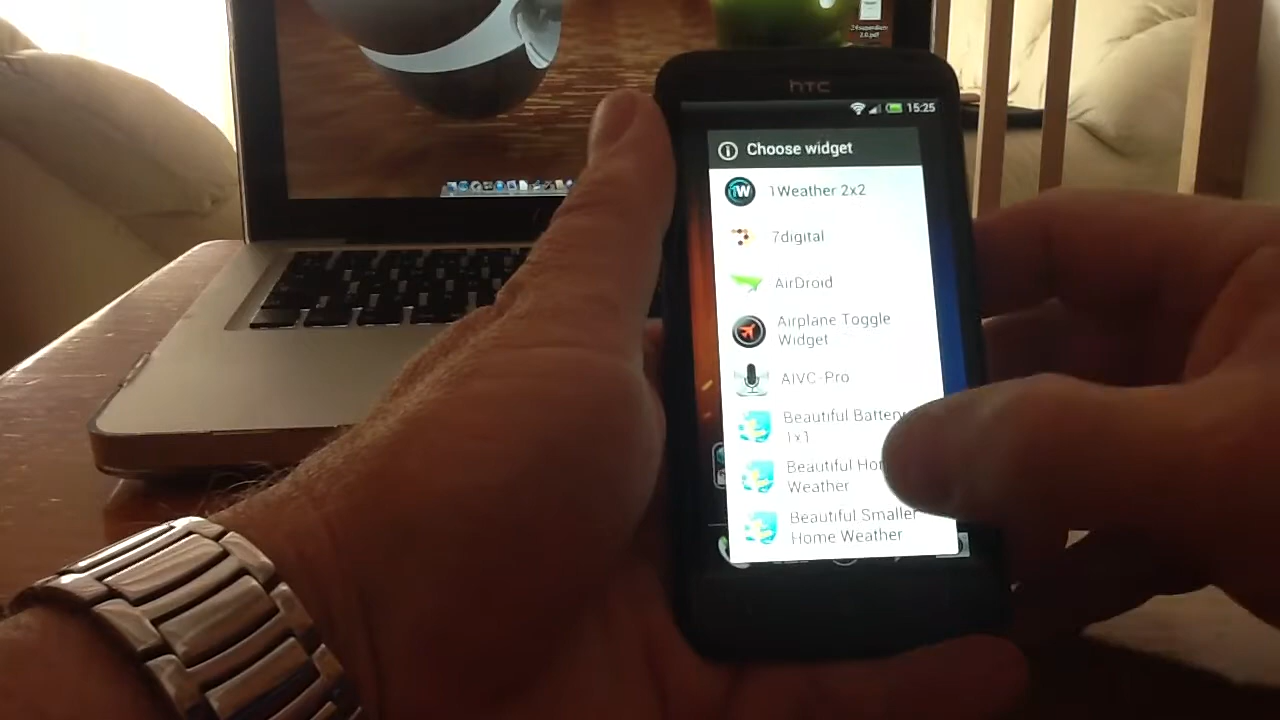 hTC
15:25
Choose widget
1Weather 2x2
7digital
AirDroid
Airplane Toggle
Widget
AIVC-Pro
Beautiful Battery
1x1
Beautiful
Weather
Beautiful Smaller
Home Weather